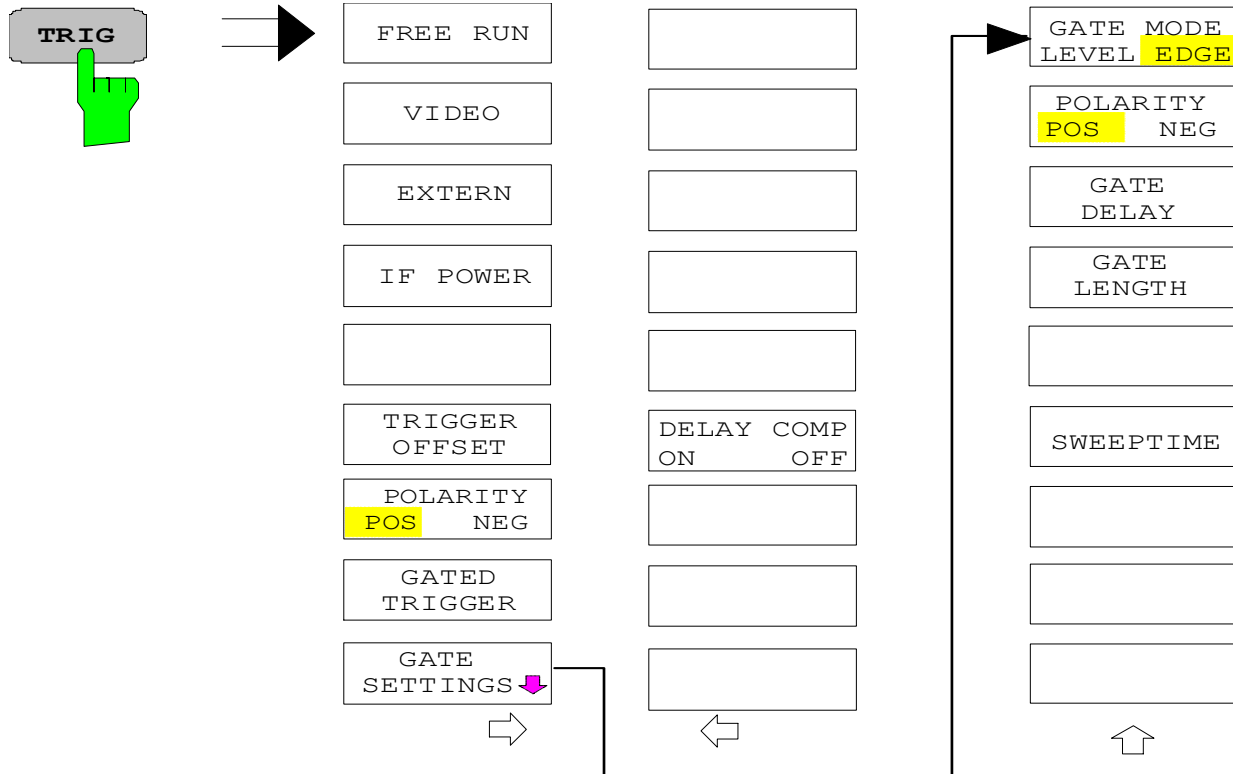 TRIG
FREE RUN
VIDEO
EXTERN
IF POWER
TRIGGER
OFFSET
POLARITY
POS NEG
GATED
TRIGGER
GATE
SETTINGS
DELAY COMP
ON OFF
GATE MODE
LEVEL EDGE
POLARITY
POS NEG
GATE
DELAY
GATE
LENGTH
SWEEPTIME